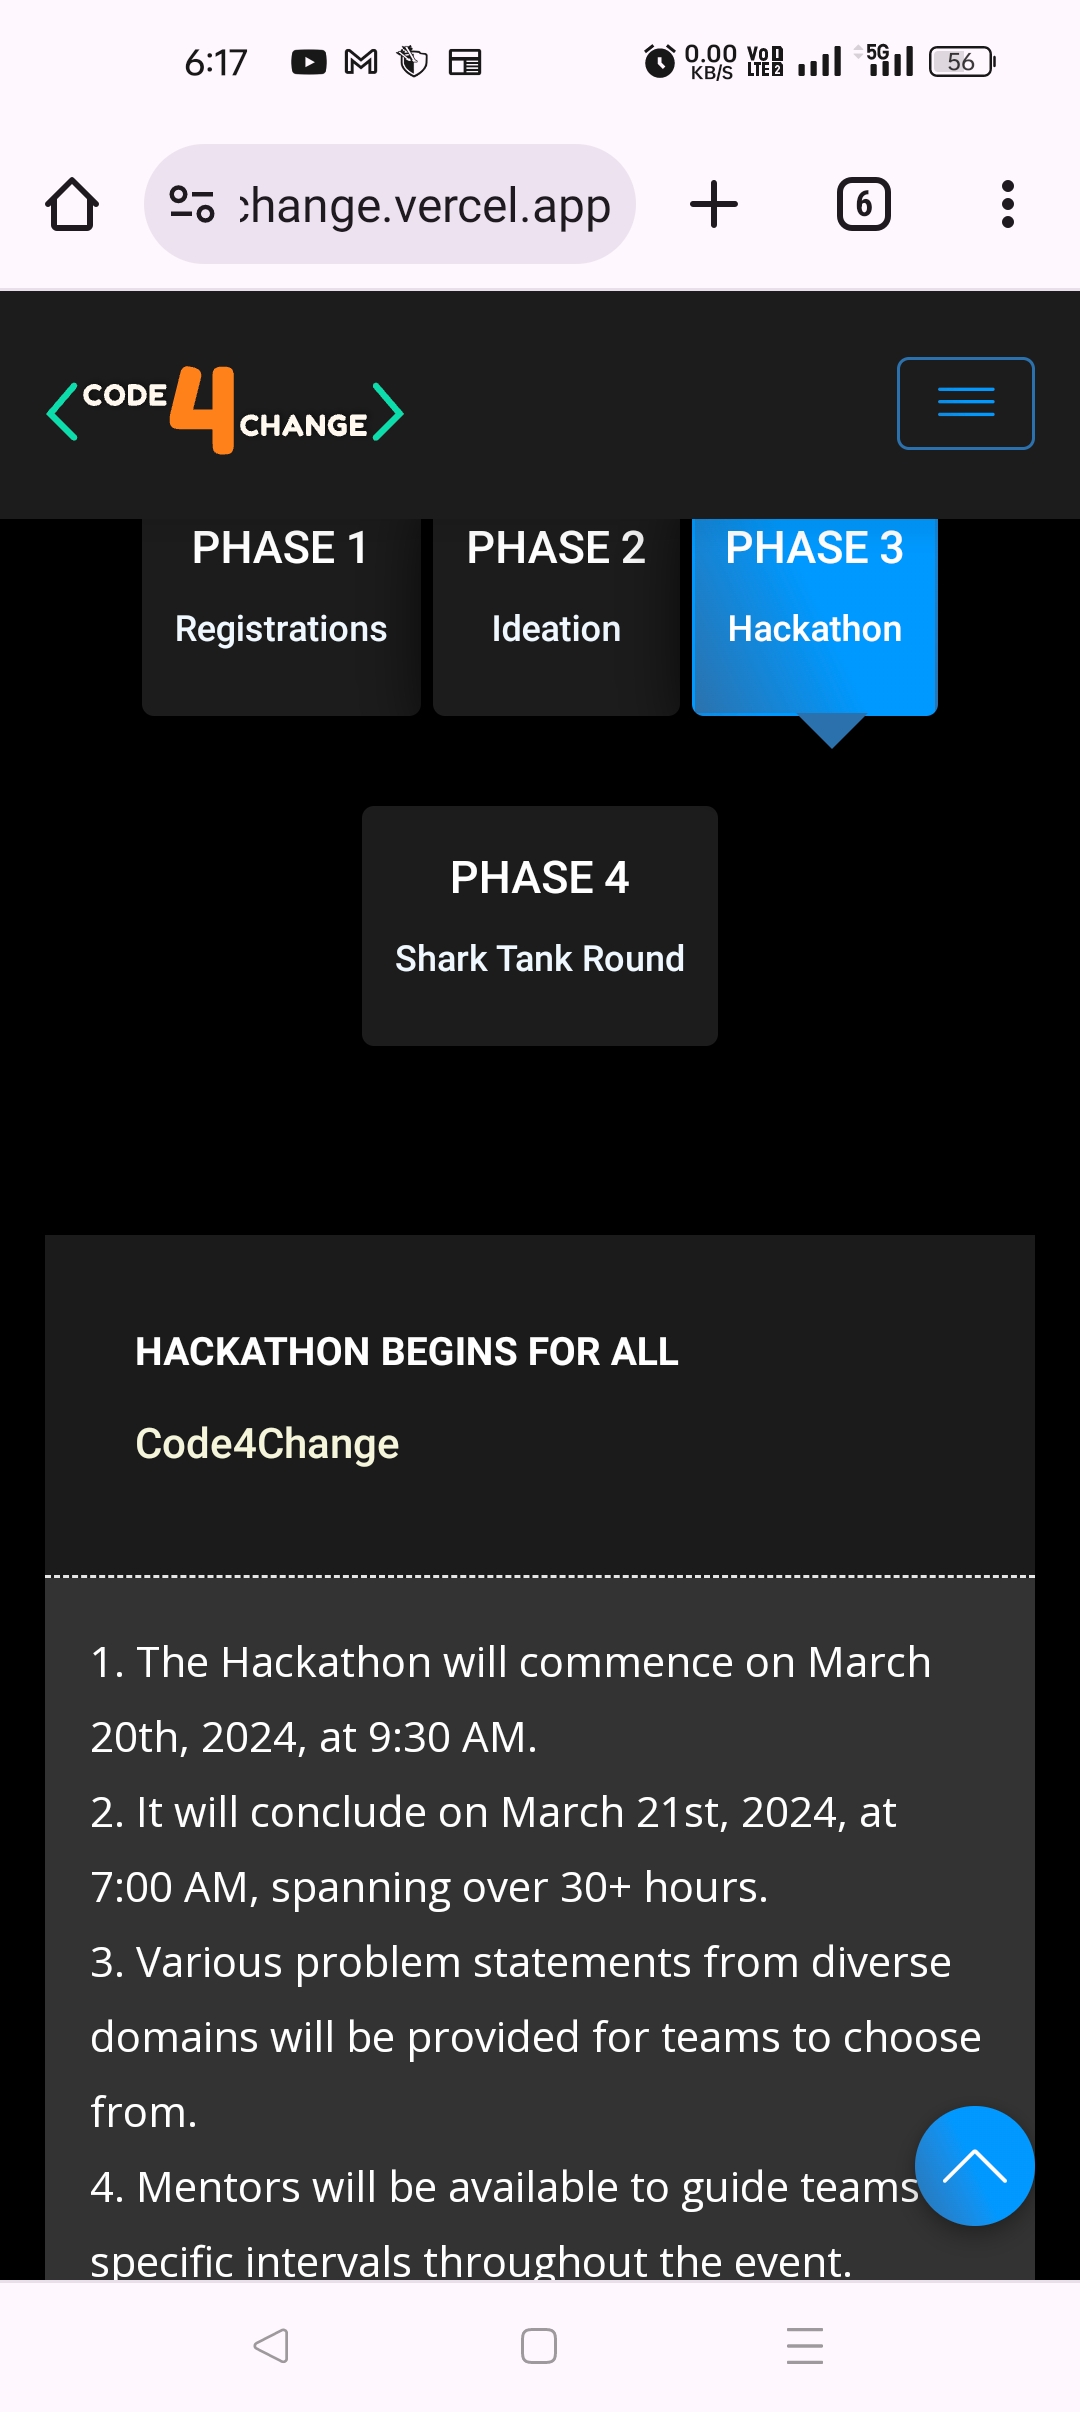 6:17
0.00
KB/S
Vo 1
LTE 2
5G
56
change.vercel.app
6
CODE
4
CHANGE
PHASE 1
PHASE 2
PHASE 3
Registrations
Ideation
Hackathon
PHASE 4
Shark Tank Round
HACKATHON BEGINS FOR ALL
Code4Change
1. The Hackathon will commence on March
20th, 2024, at 9:30 AM.
2. It will conclude on March 21st, 2024, at
7:00 AM, spanning over 30+ hours.
3. Various problem statements from diverse
domains will be provided for teams to choose
from.
4. Mentors will be available to guide teams
specific intervals throughout the event.